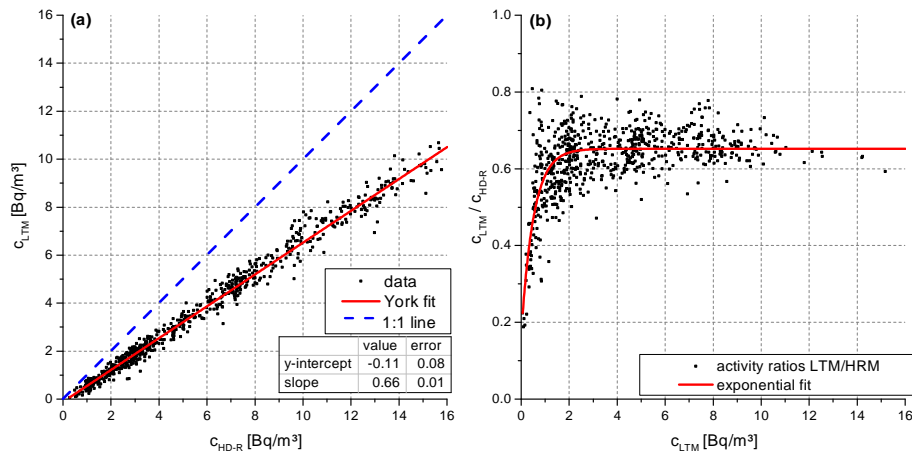 (a)
16
14
12
10
8
6
4
2
0
c_LTM [Bq/m³]
data
York fit
1:1 line
value error
y-intercept -0.11 0.08
slope 0.66 0.01
0 2 4 6 8 10 12 14 16
c_HD-R [Bq/m³]
(b)
1.0
0.8
0.6
0.4
0.2
0.0
c_LTM / c_HD-R
activity ratios LTM/HRM
exponential fit
0 2 4 6 8 10 12 14 16
c_LTM [Bq/m³]